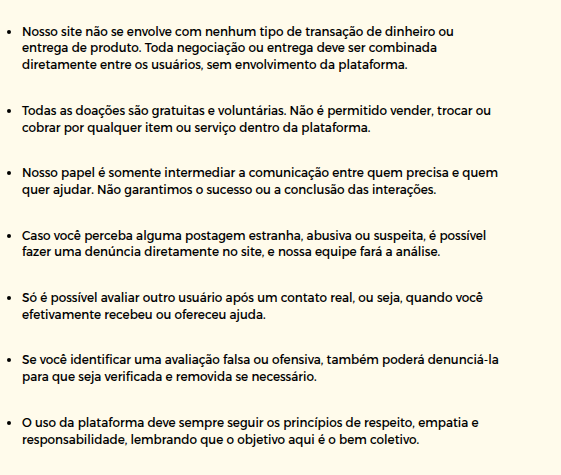 • Nosso site não se envolve com nenhum tipo de transação de dinheiro ou
entrega de produto. Toda negociação ou entrega deve ser combinada
diretamente entre os usuários, sem envolvimento da plataforma.
• Todas as doações são gratuitas e voluntárias. Não é permitido vender, trocar ou
cobrar por qualquer item ou serviço dentro da plataforma.
• Nosso papel é somente intermediar a comunicação entre quem precisa e quem
quer ajudar. Não garantimos o sucesso ou a conclusão das interações.
• Caso você perceba alguma postagem estranha, abusiva ou suspeita, é possível
fazer uma denúncia diretamente no site, e nossa equipe fará a análise.
• Só é possível avaliar outro usuário após um contato real, ou seja, quando você
efetivamente recebeu ou ofereceu ajuda.
• Se você identificar uma avaliação falsa ou ofensiva, também poderá denunciá-la
para que seja verificada e removida se necessário.
• O uso da plataforma deve sempre seguir os princípios de respeito, empatia e
responsabilidade, lembrando que o objetivo aqui é o bem coletivo.